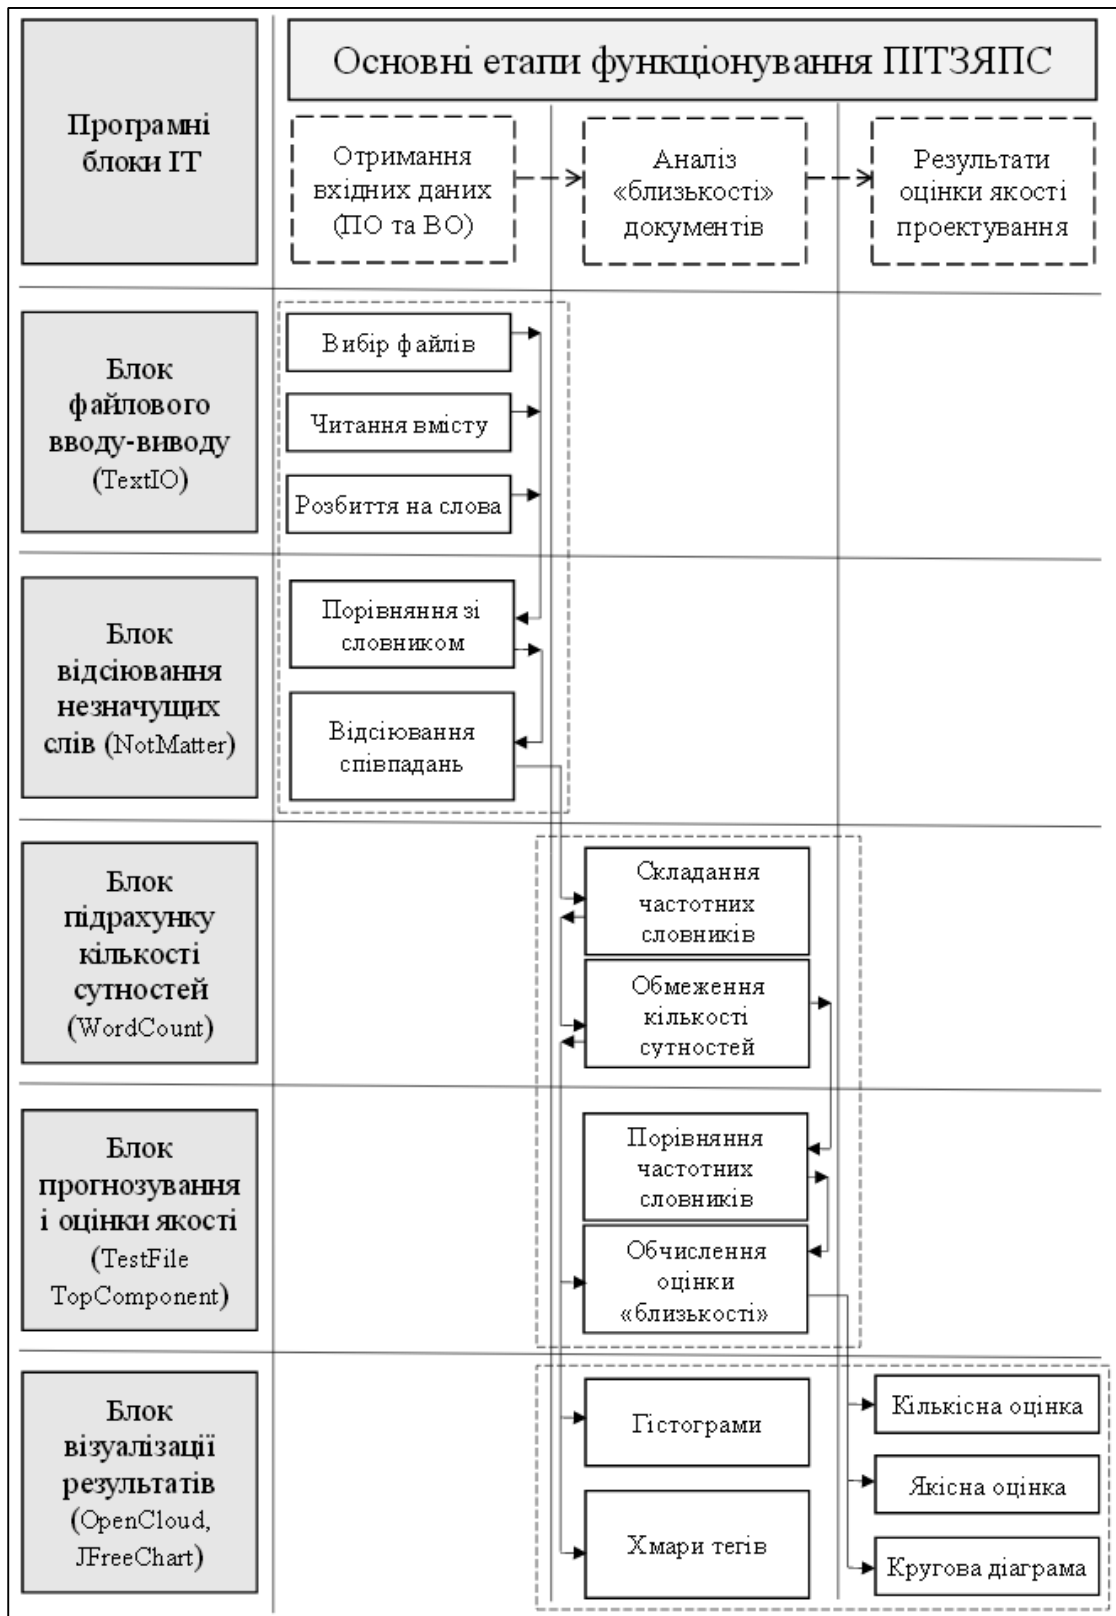 Програмні
блоки ІТ
Основні етапи функціонування ПІТЗЯПС
Отримання
вхідних даних
(ПО та ВО)
Аналіз
«близькості»
документів
Результати
оцінки якості
проектування
Блок
файлового
вводу-виводу
(TextIO)
Вибір файлів
Читання вмісту
Розбиття на слова
Блок
відсіювання
незначущих
слів (NotMatter)
Порівняння зі
словником
Відсіювання
співпадань
Блок
підрахунку
кількості
сутностей
(WordCount)
Складання
частотних
словників
Обмеження
кількості
сутностей
Блок
прогнозування
і оцінки якості
(TestFile
TopComponent)
Порівняння
частотних
словників
Обчислення
оцінки
«близькості»
Блок
візуалізації
результатів
(OpenCloud,
JFreeChart)
Гістограми
Хмари тегів
Кількісна оцінка
Якісна оцінка
Кругова діаграма